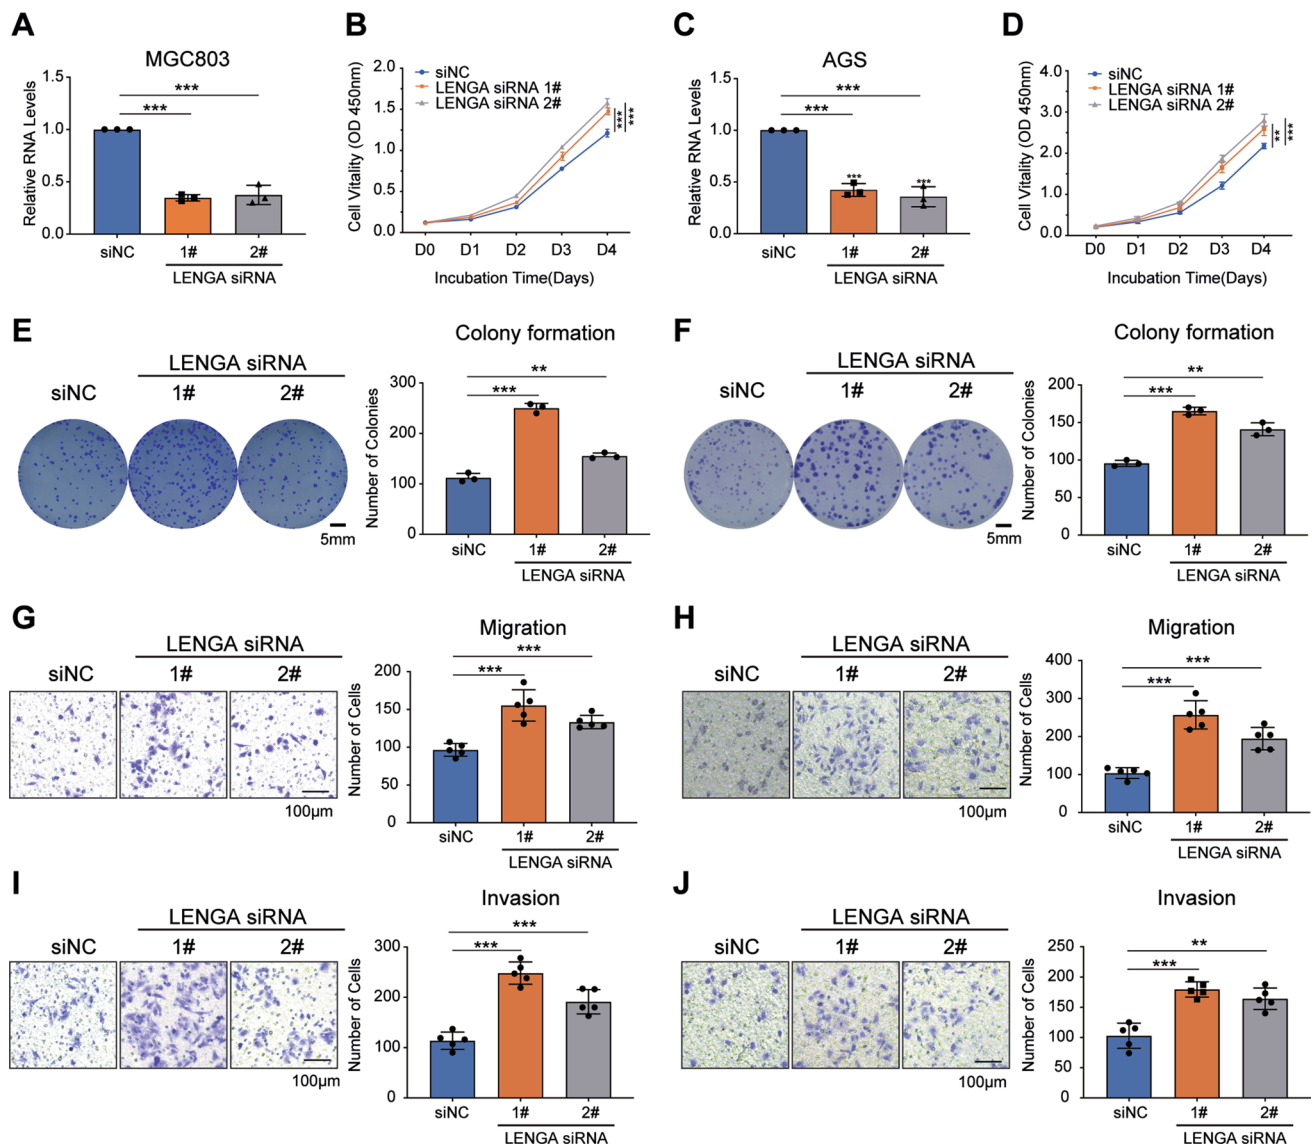 A
MGC803
Relative RNA Levels
1.5
1.0
0.5
0.0
***
***
siNC
1#
2#
LENGA siRNA
B
siNC
LENGA siRNA 1#
LENGA siRNA 2#
Cell Vitality (OD 450nm)
2.0
1.5
1.0
0.5
0.0
***
***
D0
D1
D2
D3
D4
Incubation Time(Days)
C
AGS
Relative RNA Levels
1.5
1.0
0.5
0.0
***
***
***
***
siNC
1#
2#
LENGA siRNA
D
siNC
LENGA siRNA 1#
LENGA siRNA 2#
Cell Vitality (OD 450nm)
4.0
3.0
2.0
1.0
0.0
**
***
D0
D1
D2
D3
D4
Incubation Time(Days)
E
LENGA siRNA
siNC
1#
2#
5mm
Colony formation
Number of Colonies
300
200
100
0
**
***
siNC
1#
2#
LENGA siRNA
F
LENGA siRNA
siNC
1#
2#
5mm
Colony formation
Number of Colonies
200
150
100
50
0
**
***
siNC
1#
2#
LENGA siRNA
G
LENGA siRNA
siNC
1#
2#
100μm
Migration
Number of Cells
200
150
100
50
0
***
***
siNC
1#
2#
LENGA siRNA
H
LENGA siRNA
siNC
1#
2#
100μm
Migration
Number of Cells
400
300
200
100
0
***
***
siNC
1#
2#
LENGA siRNA
I
LENGA siRNA
siNC
1#
2#
100μm
Invasion
Number of Cells
300
200
100
0
***
***
siNC
1#
2#
LENGA siRNA
J
LENGA siRNA
siNC
1#
2#
100μm
Invasion
Number of Cells
250
200
150
100
50
0
**
***
siNC
1#
2#
LENGA siRNA